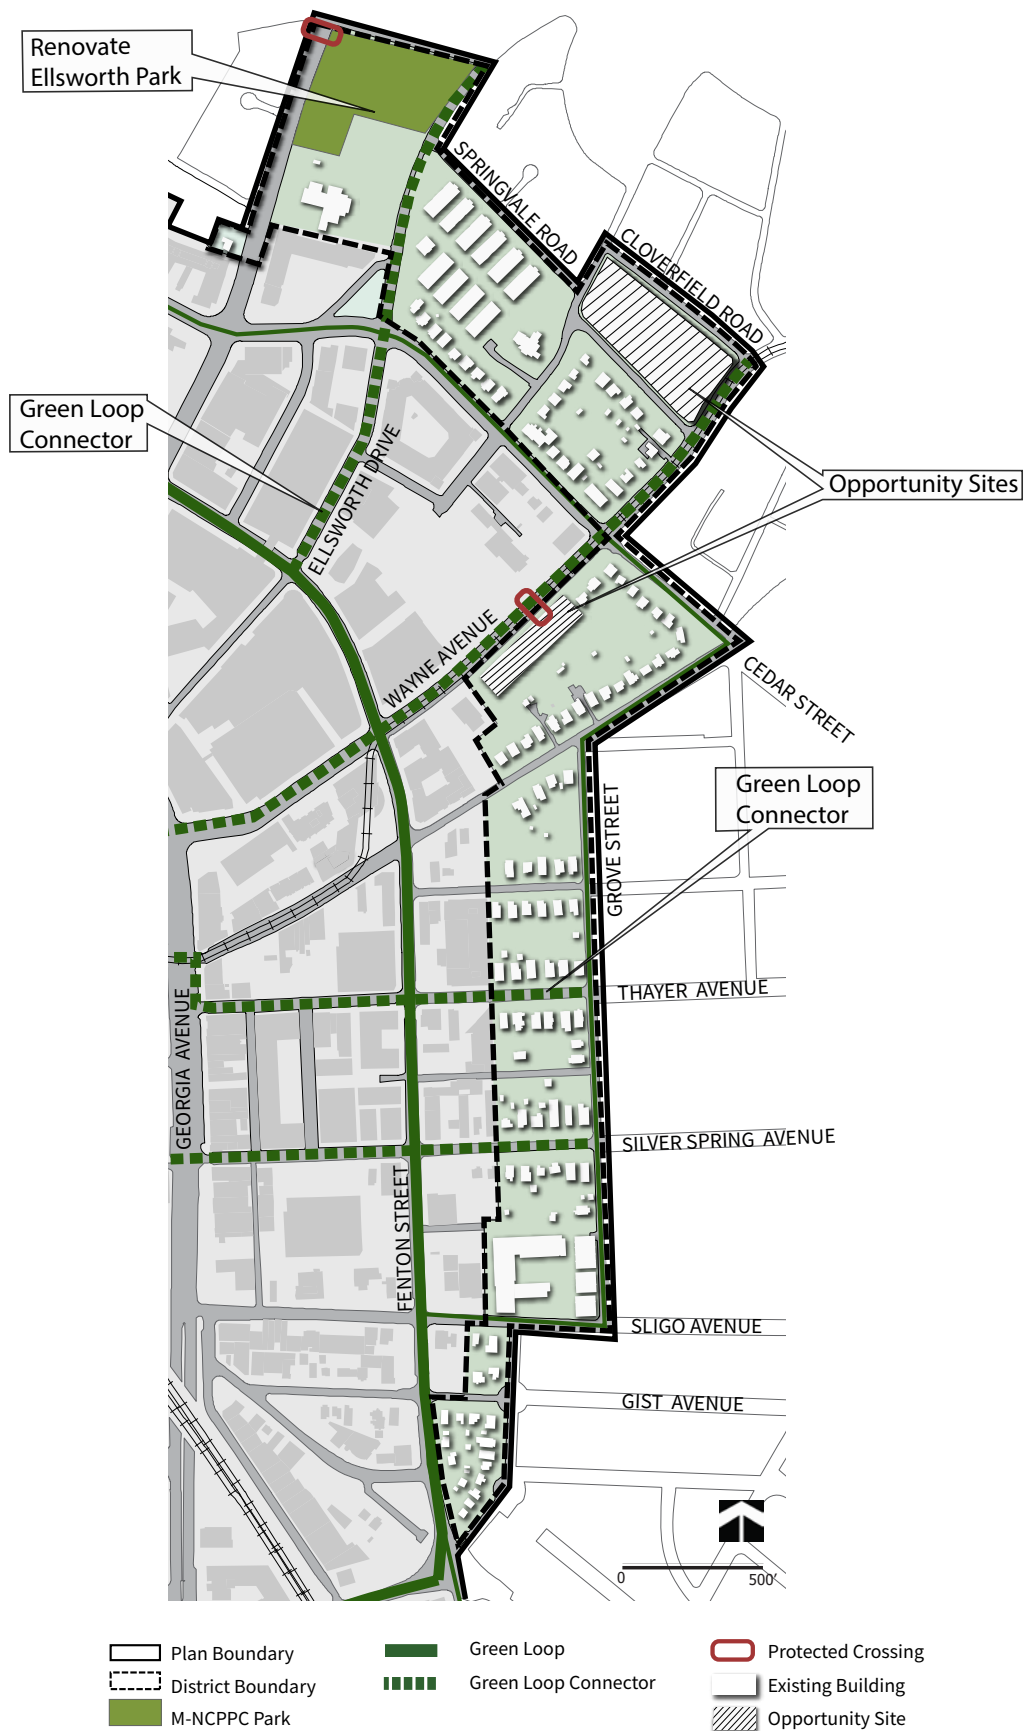 Renovate
Ellsworth Park
SPRINGVALE ROAD
CLOVERFIELD ROAD
Green Loop
Connector
ELLSWORTH DRIVE
Opportunity Sites
WAYNE AVENUE
CEDAR STREET
Green Loop
Connector
GROVE STREET
THAYER AVENUE
GEORGIA AVENUE
SILVER SPRING AVENUE
FENTON STREET
SLIGO AVENUE
GIST AVENUE
0 500'
Plan Boundary
District Boundary
M-NCPPC Park
Green Loop
Green Loop Connector
Protected Crossing
Existing Building
Opportunity Site